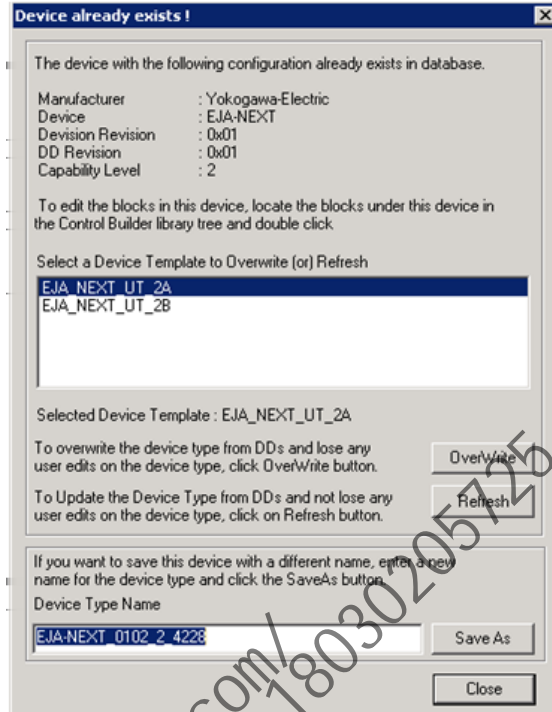 Device already exists !
The device with the following configuration already exists in database.
Manufacturer : Yokogawa-Electric
Device : EJA-NEXT
Devision Revision : 0x01
DD Revision : 0x01
Capability Level : 2
To edit the blocks in this device, locate the blocks under this device in
the Control Builder library tree and double click
Select a Device Template to Overwrite (or) Refresh
EJA_NEXT_UT_2A
EJA_NEXT_UT_2B
Selected Device Template : EJA_NEXT_UT_2A
To overwrite the device type from DDs and lose any
user edits on the device type, click OverWrite button.
OverWrite
To Update the Device Type from DDs and not lose any
user edits on the device type, click on Refresh button.
Refresh
If you want to save this device with a different name, enter a new
name for the device type and click the SaveAs button.
Device Type Name
EJA-NEXT_0102_2_4228
Save As
Close
com/
18030205725